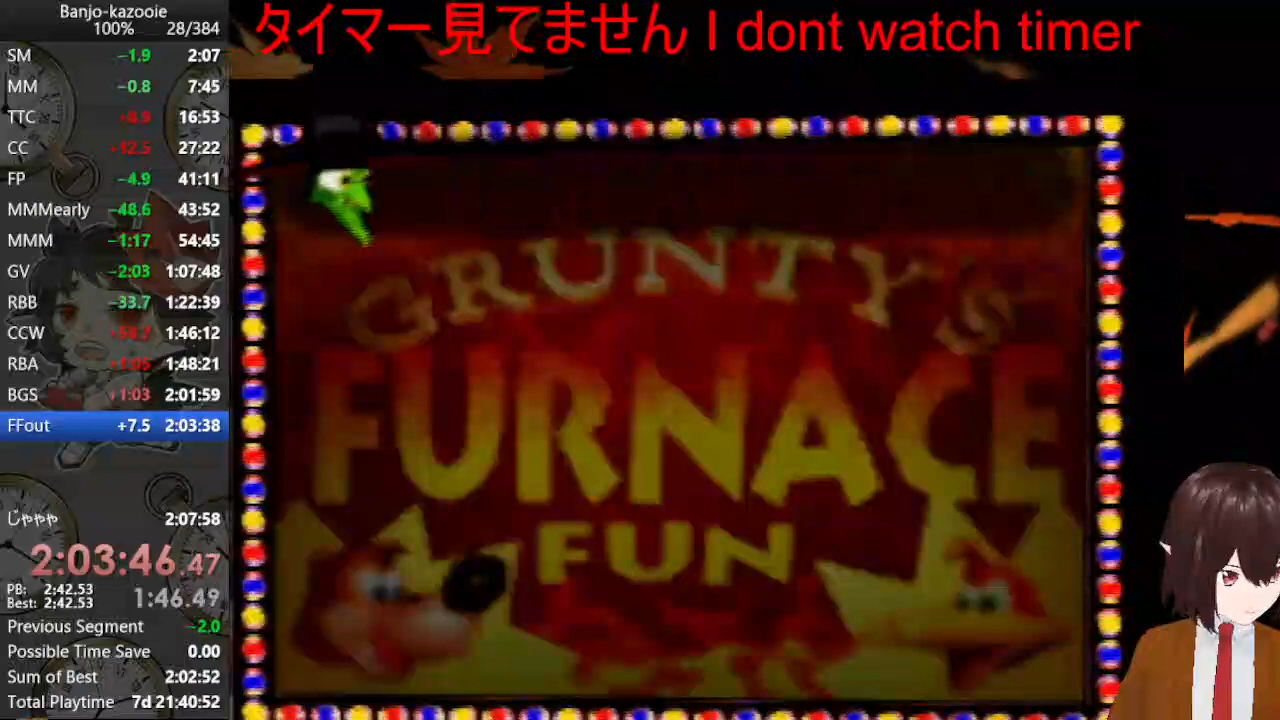 Banjo-kazooie
100% 28/384
SM −1.9 2:07
MM −0.8 7:45
TTC +8.9 16:53
CC +12.5 27:22
FP −4.9 41:11
MMMearly −48.6 43:52
MMM −1:17 54:45
GV −2:03 1:07:48
RBB −33.7 1:22:39
CCW +58.7 1:46:12
RBA +1:05 1:48:21
BGS +1:03 2:01:59
FFout +7.5 2:03:38
じゃゃゃ 2:07:58
2:03:46.47
PB: 2:42.53
Best: 2:42.53
1:46.49
Previous Segment −2.0
Possible Time Save 0.00
Sum of Best 2:02:52
Total Playtime 7d 21:40:52
タイマー見てません I dont watch timer
GRUNTY'S
FURNACE
FUN